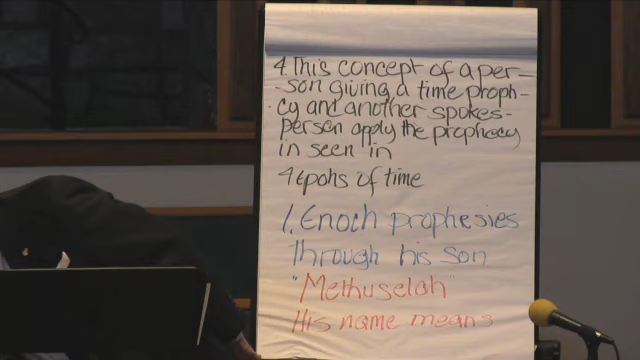 4. This concept of a per-
-son giving a time proph-
cy and another spokes-
person apply the prophecy
in seen in
4 Epohs of time
1. Enoch prophesies
through his son
"Methuselah"
His name means